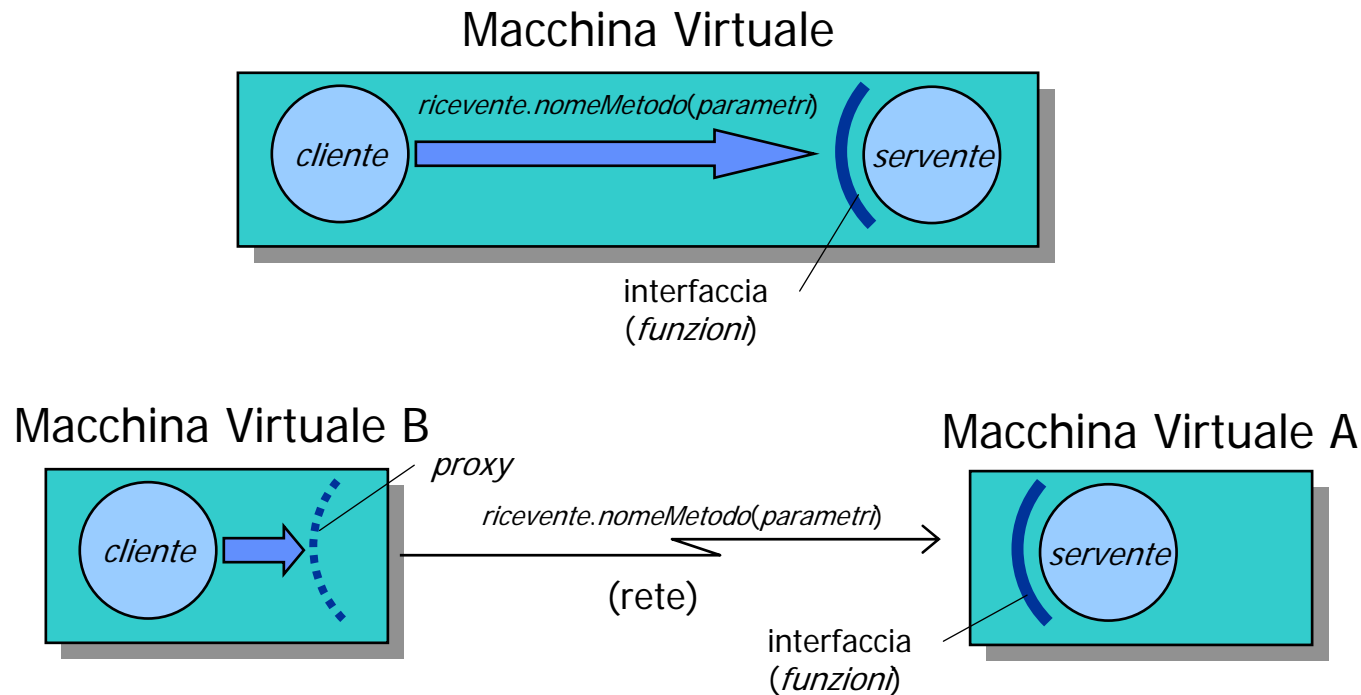 Macchina Virtuale
ricevente.nomeMetodo(parametri)
cliente
servente
interfaccia
(funzioni)
Macchina Virtuale B
Macchina Virtuale A
proxy
ricevente.nomeMetodo(parametri)
cliente
servente
(rete)
interfaccia
(funzioni)